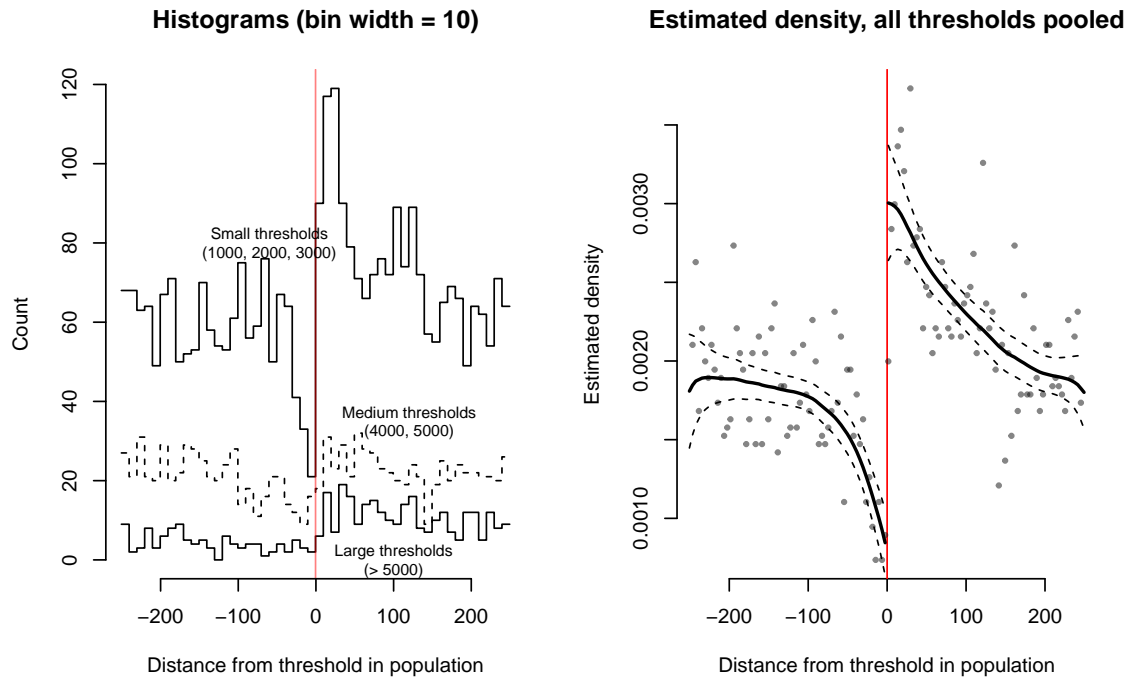 Histograms (bin width = 10)
Count
120
100
80
60
40
20
0
Small thresholds
(1000, 2000, 3000)
Medium thresholds
(4000, 5000)
Large thresholds
(> 5000)
−200 −100 0 100 200
Distance from threshold in population
Estimated density, all thresholds pooled
Estimated density
0.0030
0.0020
0.0010
−200 −100 0 100 200
Distance from threshold in population